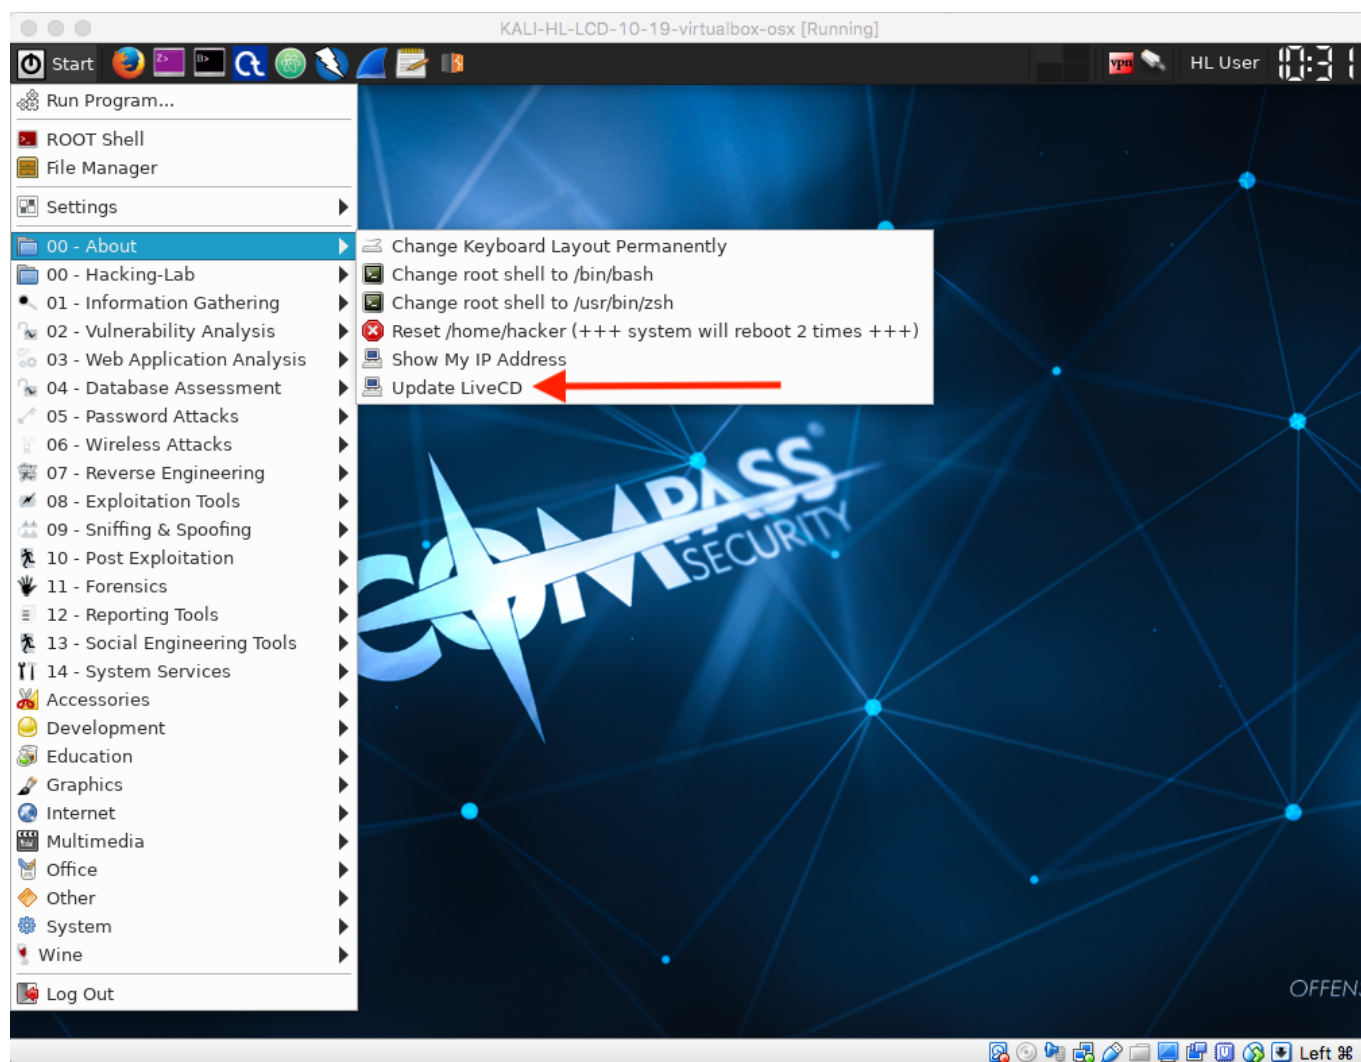 KALI-HL-LCD-10-19-virtualbox-osx [Running]
Start
vpn
HL User
10:31
Run Program...
ROOT Shell
File Manager
Settings
00 - About
00 - Hacking-Lab
01 - Information Gathering
02 - Vulnerability Analysis
03 - Web Application Analysis
04 - Database Assessment
05 - Password Attacks
06 - Wireless Attacks
07 - Reverse Engineering
08 - Exploitation Tools
09 - Sniffing & Spoofing
10 - Post Exploitation
11 - Forensics
12 - Reporting Tools
13 - Social Engineering Tools
14 - System Services
Accessories
Development
Education
Graphics
Internet
Multimedia
Office
Other
System
Wine
Log Out
Change Keyboard Layout Permanently
Change root shell to /bin/bash
Change root shell to /usr/bin/zsh
Reset /home/hacker (+++ system will reboot 2 times +++)
Show My IP Address
Update LiveCD
COMPASS
SECURITY
OFFENS
Left ⌘